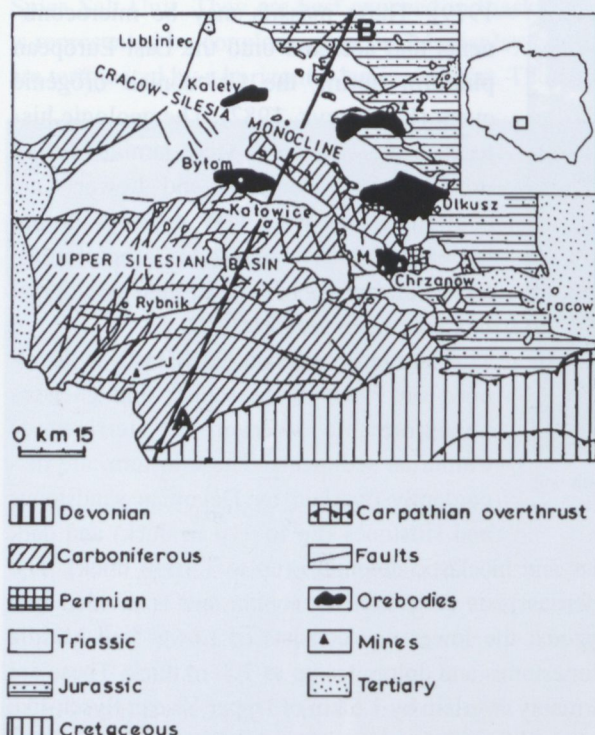 Lubliniec
B
Kalety
CRACOW-SILESIA
MONOCLINE
Z
Bytom
Katowice
Olkusz
UPPER SILESIAN BASIN
M
T
Chrzanów
Rybnik
Cracow
J
A
0 km 15
Devonian
Carboniferous
Permian
Triassic
Jurassic
Cretaceous
Carpathian overthrust
Faults
Orebodies
Mines
Tertiary